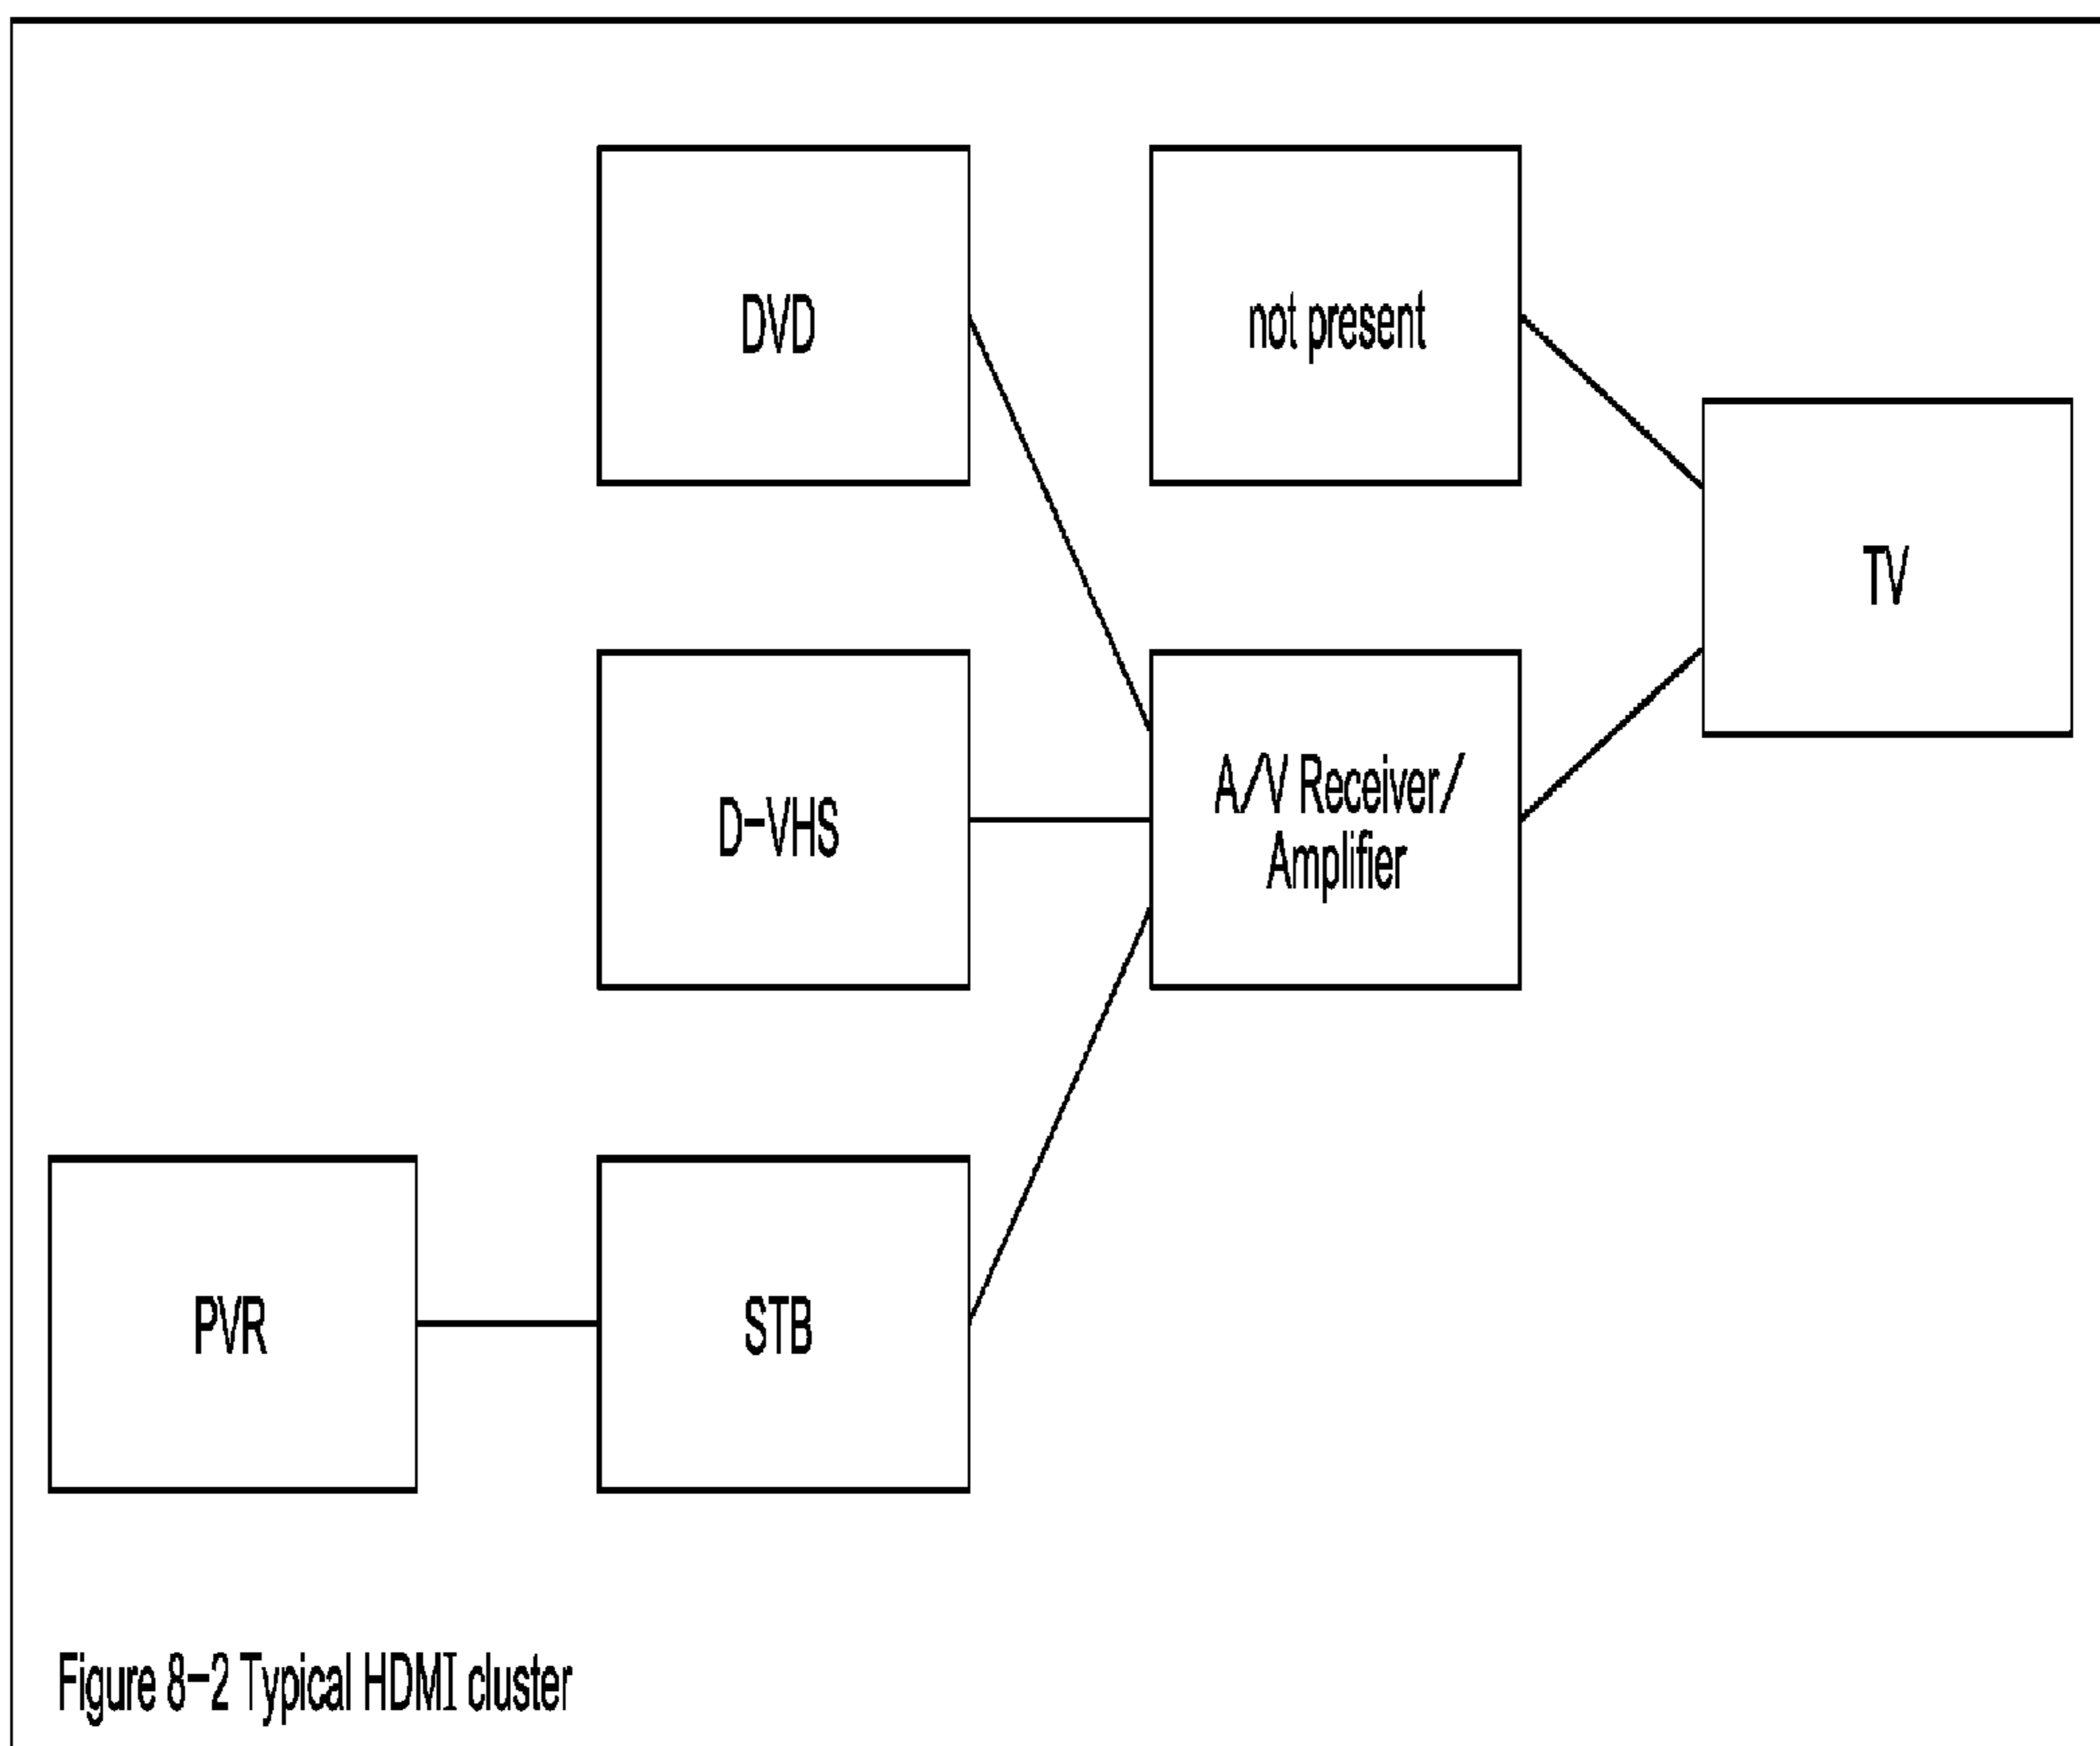 DVD
not present
TV
D-VHS
A/V Receiver/
Amplifier
PVR
STB
Figure 8-2 Typical HDMI cluster